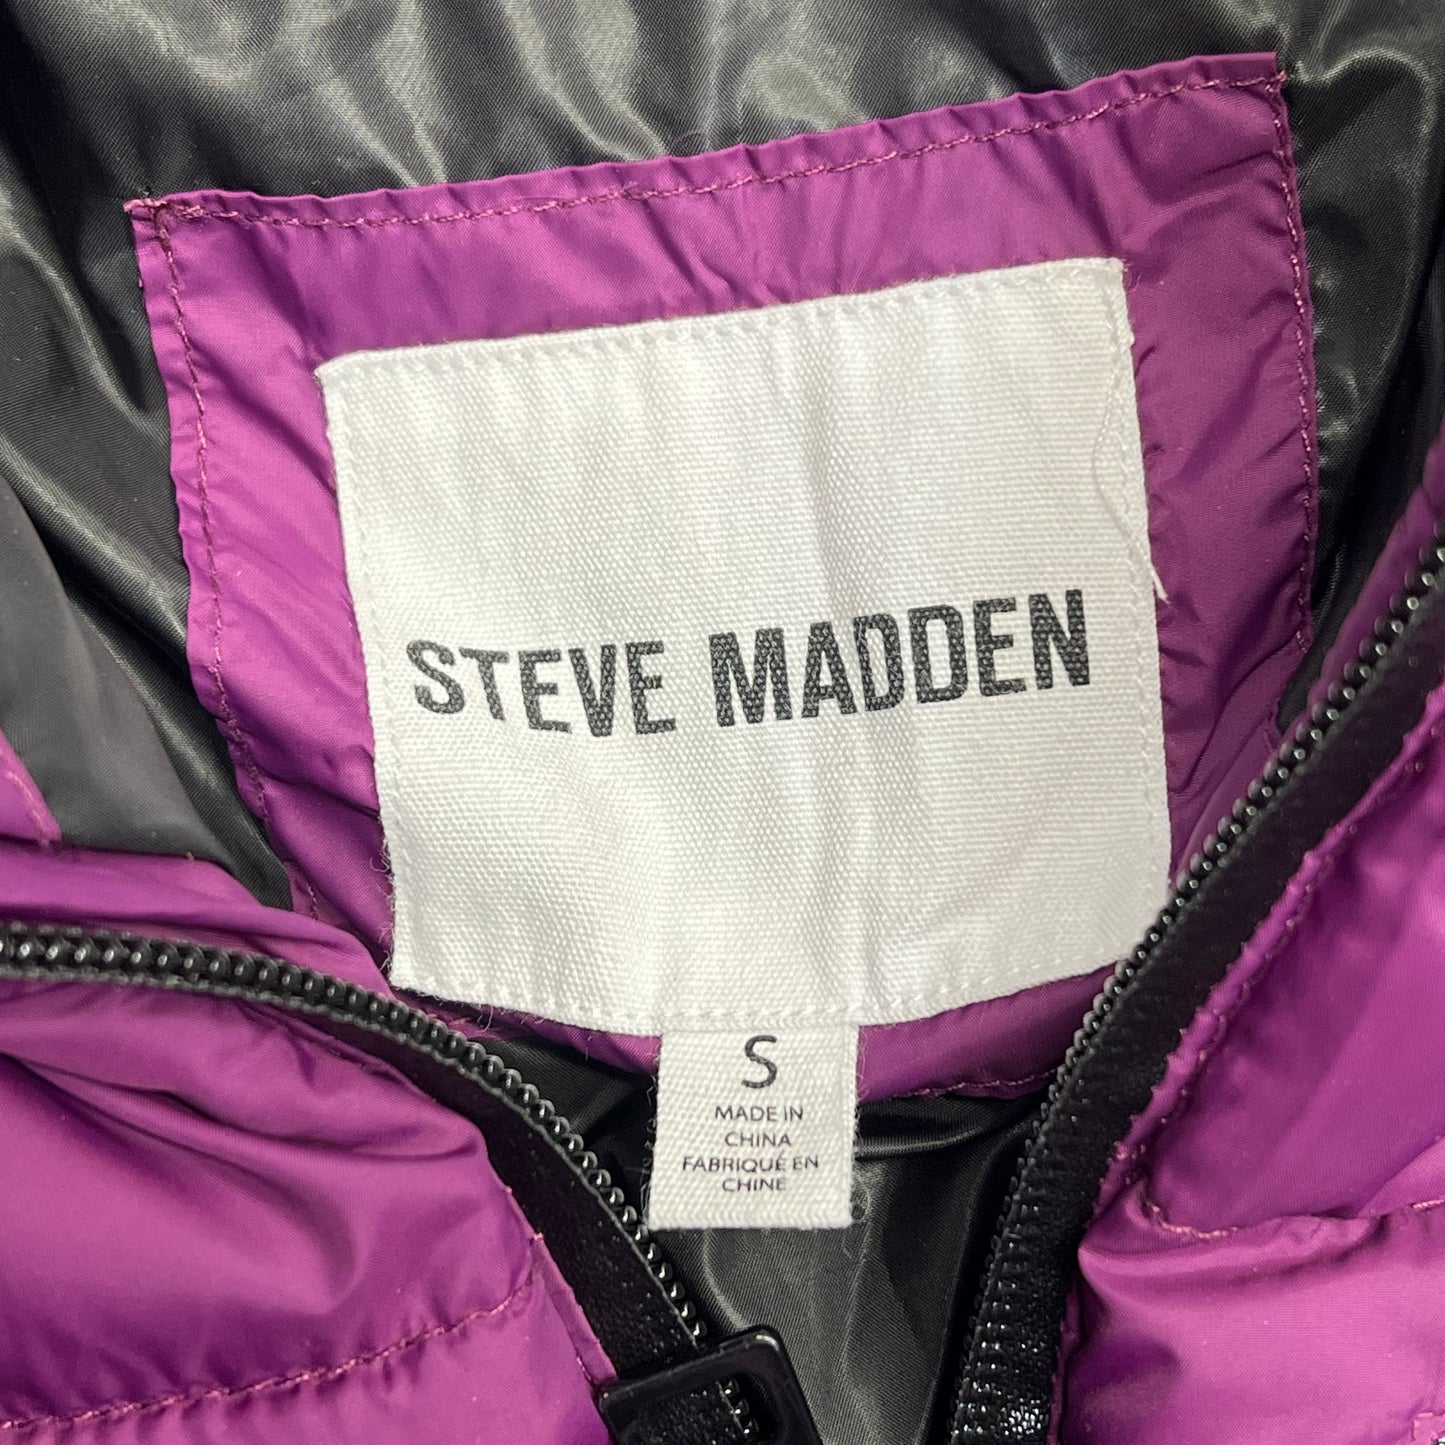 STEVE MADDEN
S
MADE IN
CHINA
FABRIQUÉ EN
CHINE